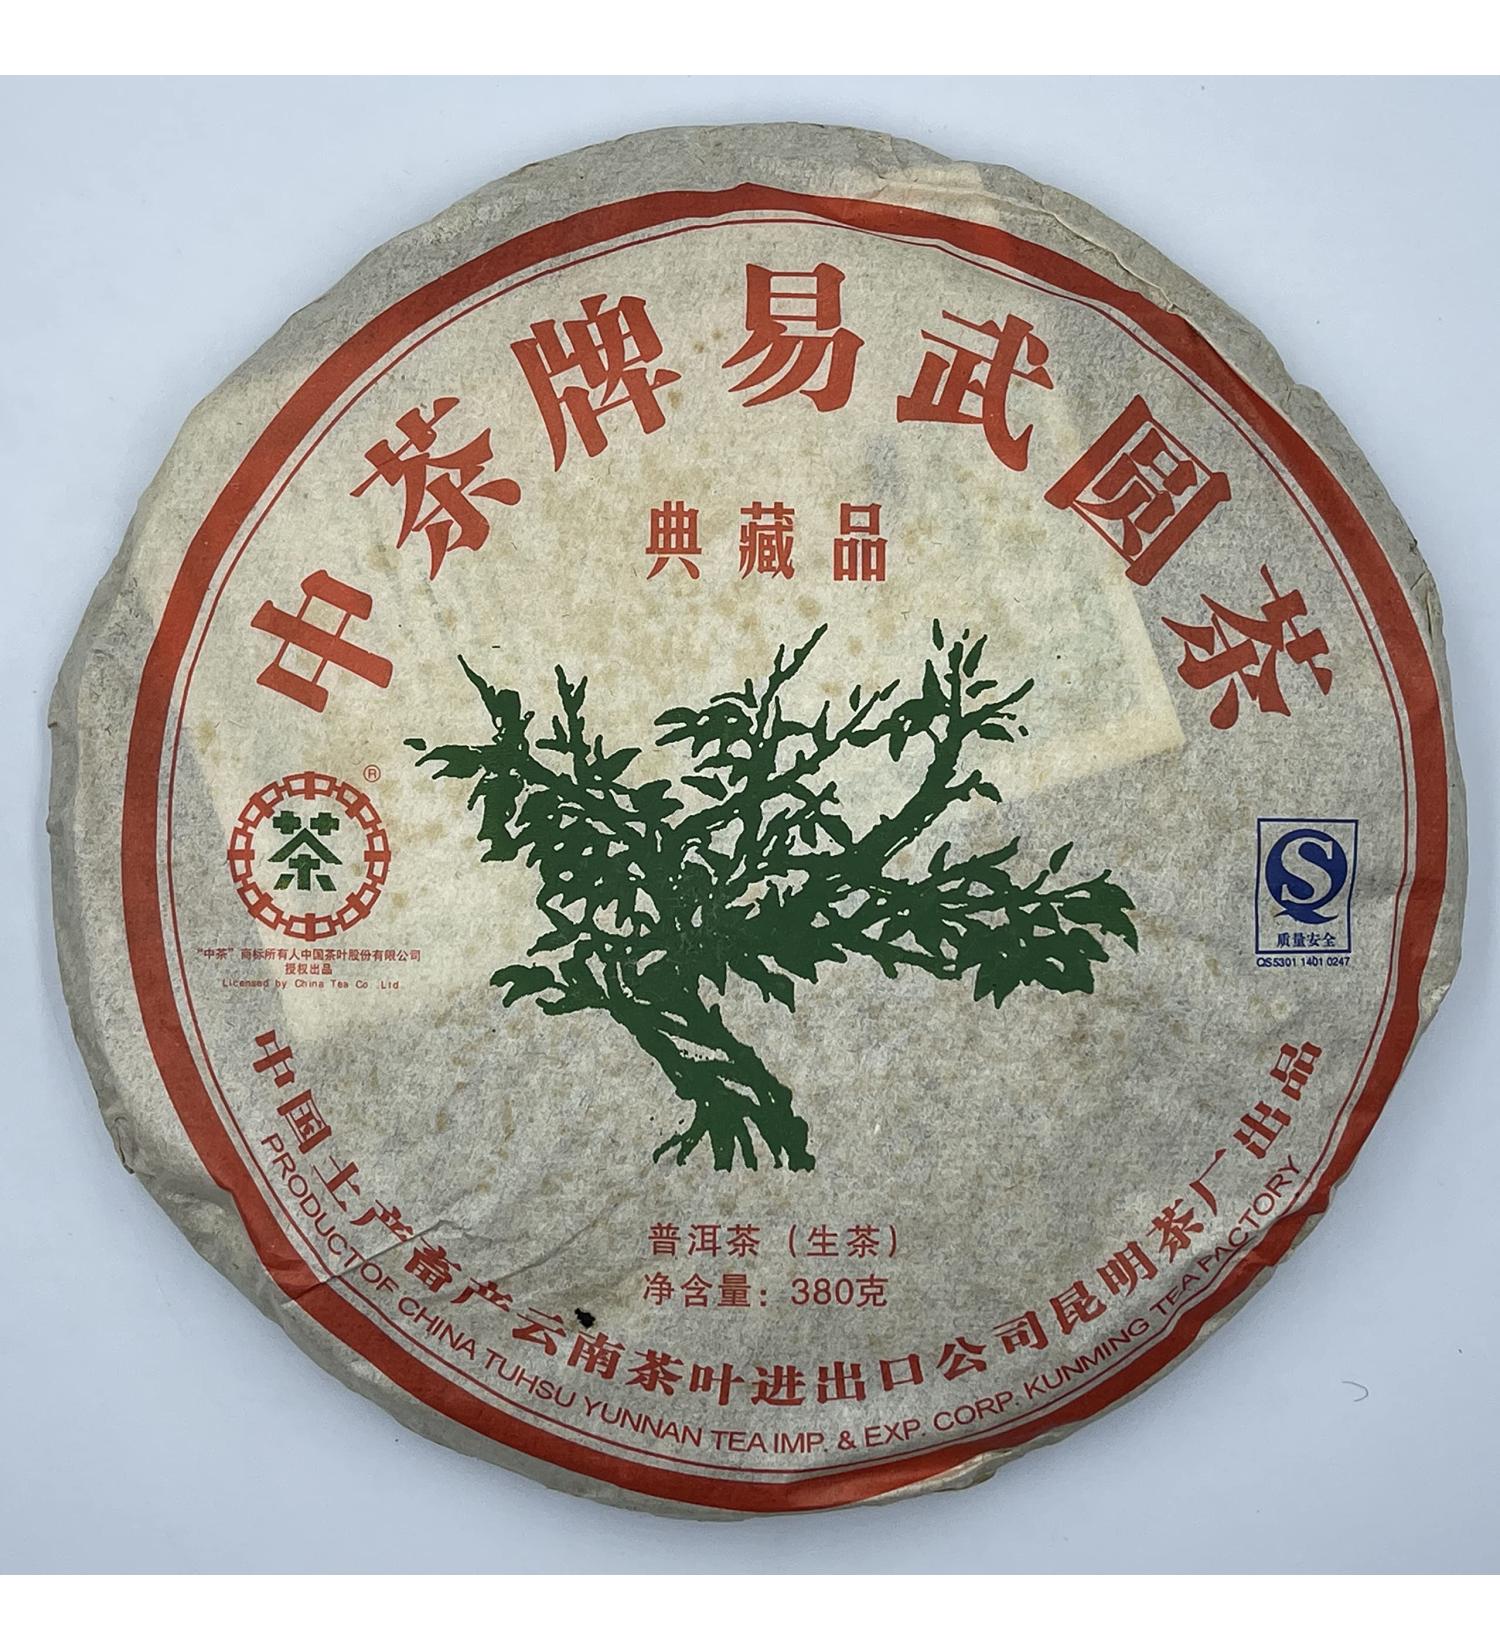 中茶牌易武圆茶
典藏品
®
茶
"中茶"商标所有人中国茶叶股份有限公司
授权出品
Licensed by China Tea Co .Ltd
S
质量安全
QS5301 1401 0247
普洱茶（生茶）
净含量：380克
中国土产畜产云南茶叶进出口公司昆明茶厂出品
PRODUCT OF CHINA TUHSU YUNNAN TEA IMP. & EXP. CORP. KUNMING TEA FACTORY